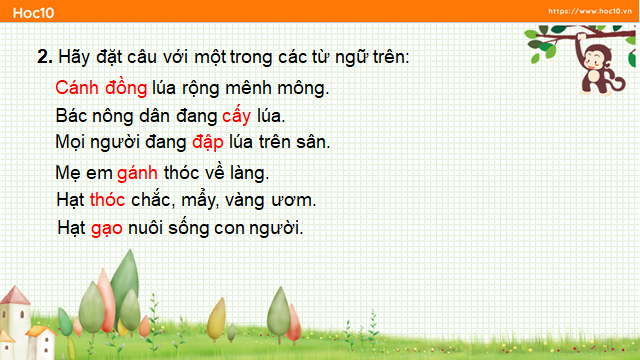 Hoc10
https://www.hoc10.vn
2. Hãy đặt câu với một trong các từ ngữ trên:
Cánh đồng lúa rộng mênh mông.
Bác nông dân đang cấy lúa.
Mọi người đang đập lúa trên sân.
Mẹ em gánh thóc về làng.
Hạt thóc chắc, mẩy, vàng ươm.
Hạt gạo nuôi sống con người.